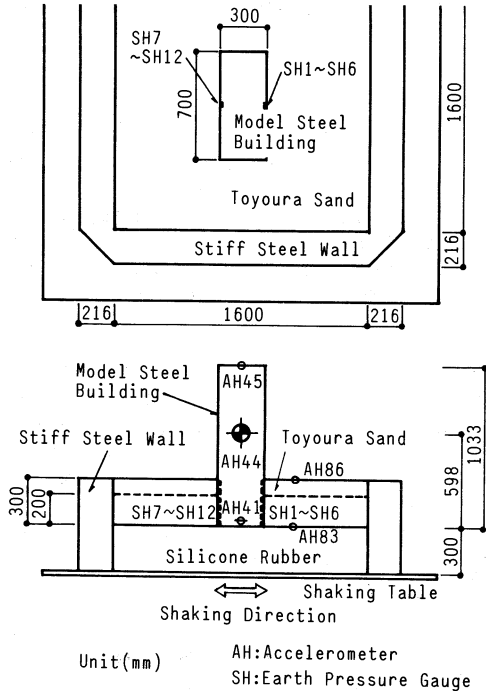 300
SH7
~SH12
SH1~SH6
700
Model Steel
Building
1600
Toyoura Sand
Stiff Steel Wall
216
216
1600
216
Model Steel
Building
AH45
Stiff Steel Wall
Toyoura Sand
AH44
AH86
1033
598
300
200
SH7~SH12
AH41
SH1~SH6
AH83
300
Silicone Rubber
Shaking Table
Shaking Direction
Unit(mm)
AH:Accelerometer
SH:Earth Pressure Gauge